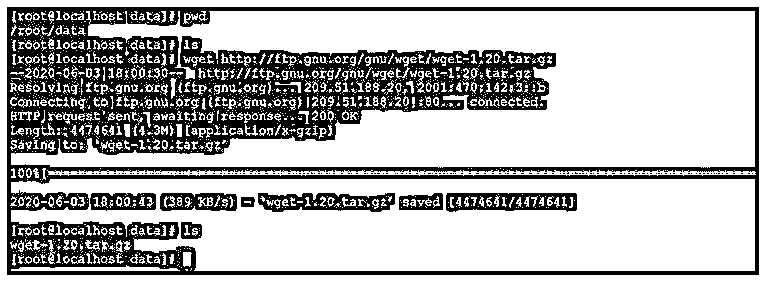 [root@localhost data]# pwd
/root/data
[root@localhost data]# ls
[root@localhost data]# wget http://ftp.gnu.org/gnu/wget/wget-1.20.tar.gz
--2020-06-03 18:00:30-- http://ftp.gnu.org/gnu/wget/wget-1.20.tar.gz
Resolving ftp.gnu.org (ftp.gnu.org)... 209.51.188.20, 2001:470:142:3::b
Connecting to ftp.gnu.org (ftp.gnu.org)|209.51.188.20|:80... connected.
HTTP request sent, awaiting response... 200 OK
Length: 4474641 (4.3M) [application/x-gzip]
Saving to: ‘wget-1.20.tar.gz’
100%[
2020-06-03 18:00:43 (389 KB/s) - ‘wget-1.20.tar.gz’ saved [4474641/4474641]
[root@localhost data]# ls
wget-1.20.tar.gz
[root@localhost data]#